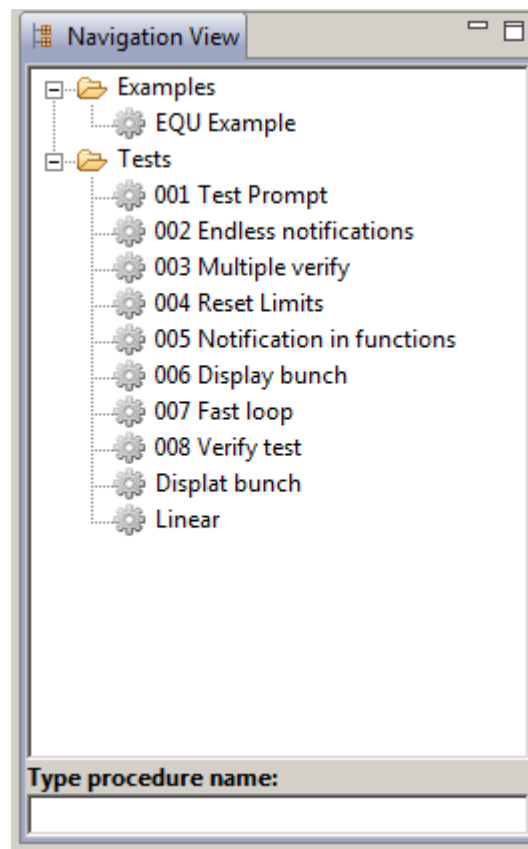 Navigation View
Examples
EQU Example
Tests
001 Test Prompt
002 Endless notifications
003 Multiple verify
004 Reset Limits
005 Notification in functions
006 Display bunch
007 Fast loop
008 Verify test
Displat bunch
Linear
Type procedure name: